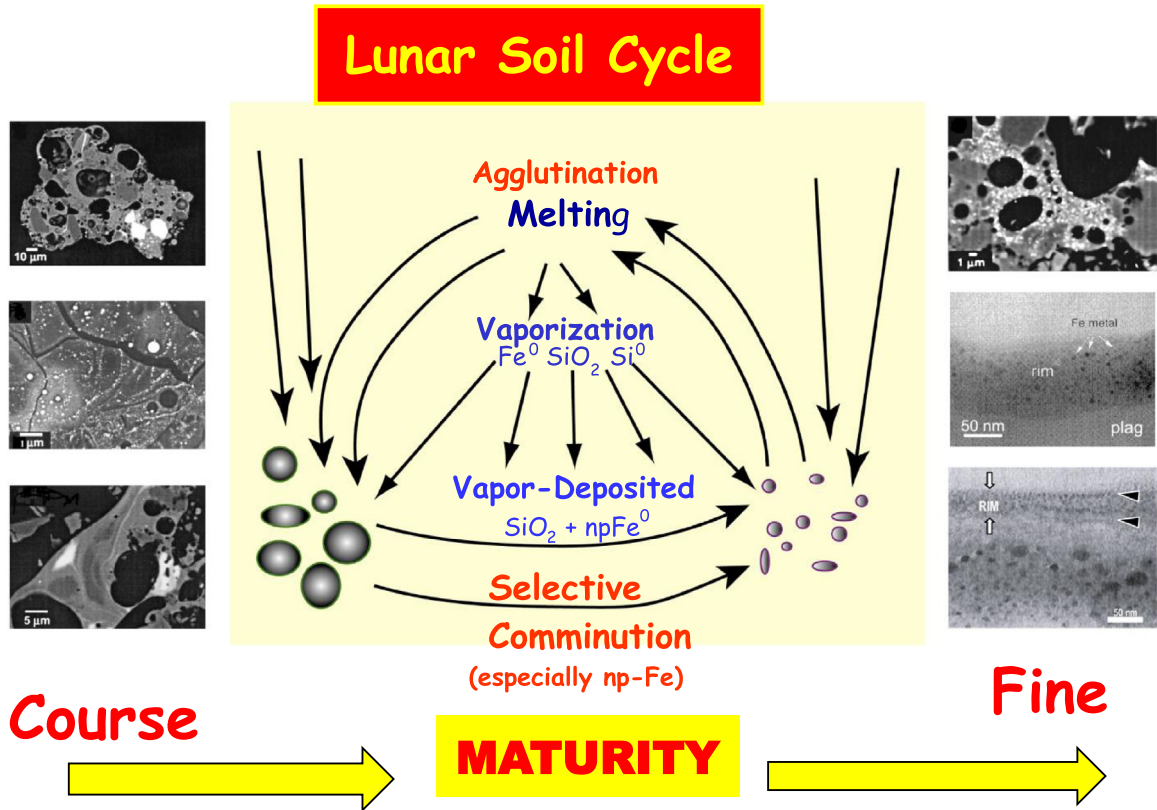 Lunar Soil Cycle
10 µm
1 µm
5 µm
Agglutination
Melting
Vaporization
Fe⁰ SiO₂ Si⁰
Vapor-Deposited
SiO₂ + npFe⁰
Selective
Comminution
(especially np-Fe)
1 µm
Fe metal
rim
50 nm
plag
RIM
50 nm
Course
MATURITY
Fine